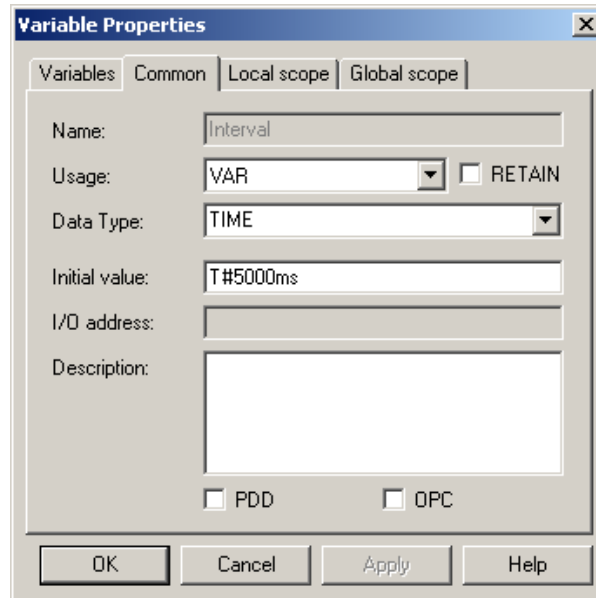 Variable Properties
Variables Common Local scope Global scope
Name: Interval
Usage: VAR RETAIN
Data Type: TIME
Initial value: T#5000ms
I/O address:
Description:
PDD OPC
OK Cancel Apply Help